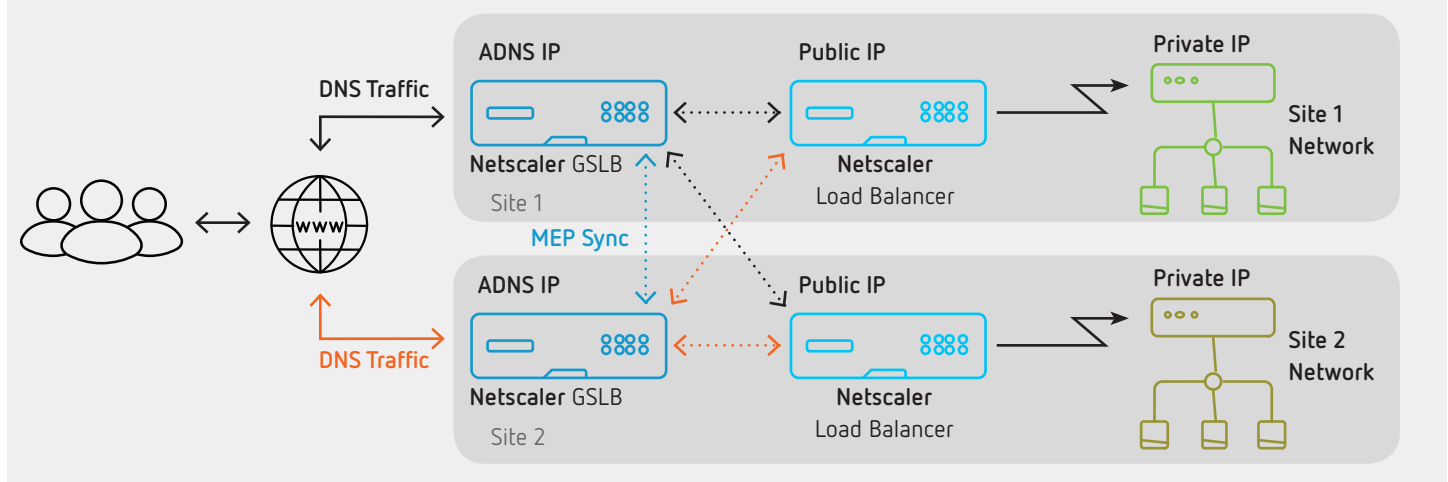 ADNS IP
Public IP
Private IP
DNS Traffic
Netscaler GSLB
Site 1
Netscaler
Load Balancer
Site 1
Network
WWW
MEP Sync
ADNS IP
Public IP
Private IP
DNS Traffic
Netscaler GSLB
Site 2
Netscaler
Load Balancer
Site 2
Network